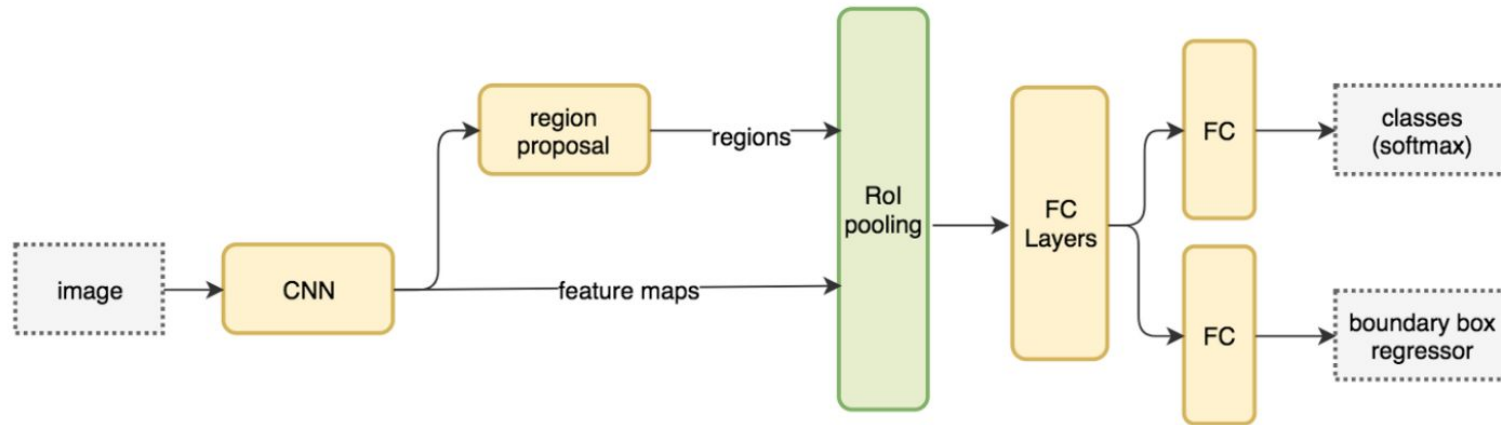 image
CNN
region
proposal
regions
feature maps
RoI
pooling
FC
Layers
FC
classes
(softmax)
FC
boundary box
regressor